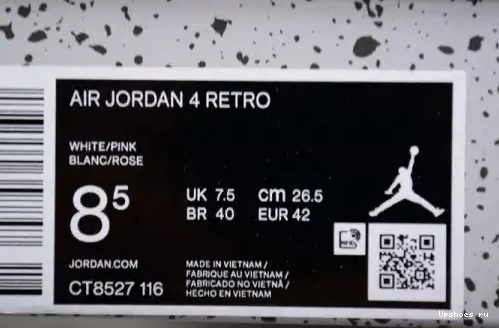 AIR JORDAN 4 RETRO
WHITE/PINK
BLANC/ROSE
8 5
UK 7.5 cm 26.5
BR 40 EUR 42
JORDAN.COM
CT8527 116
MADE IN VIETNAM /
FABRIQUE AU VIETNAM /
FABRICADO NO VIETNÃ /
HECHO EN VIETNAM
Upshoes ru